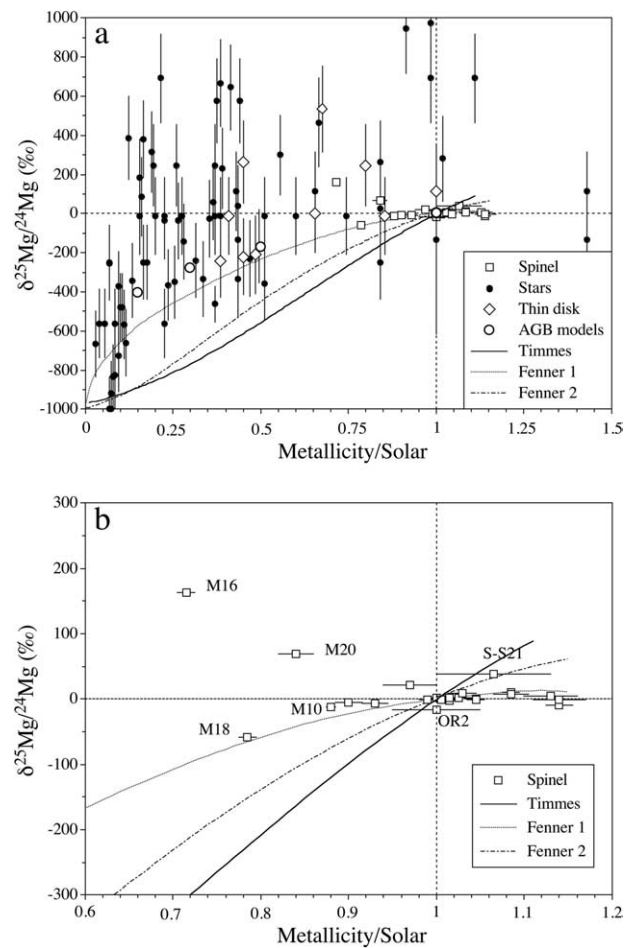 a
1000
800
600
400
200
0
-200
-400
-600
-800
-1000
δ²⁵Mg/²⁴Mg (‰)
0
0.25
0.5
0.75
1
1.25
1.5
Metallicity/Solar
Spinel
Stars
Thin disk
AGB models
Timmes
Fenner 1
Fenner 2
b
300
200
100
0
-100
-200
-300
δ²⁵Mg/²⁴Mg (‰)
M16
M20
S-S21
M10
M18
OR2
Spinel
Timmes
Fenner 1
Fenner 2
0.6
0.7
0.8
0.9
1
1.1
1.2
Metallicity/Solar